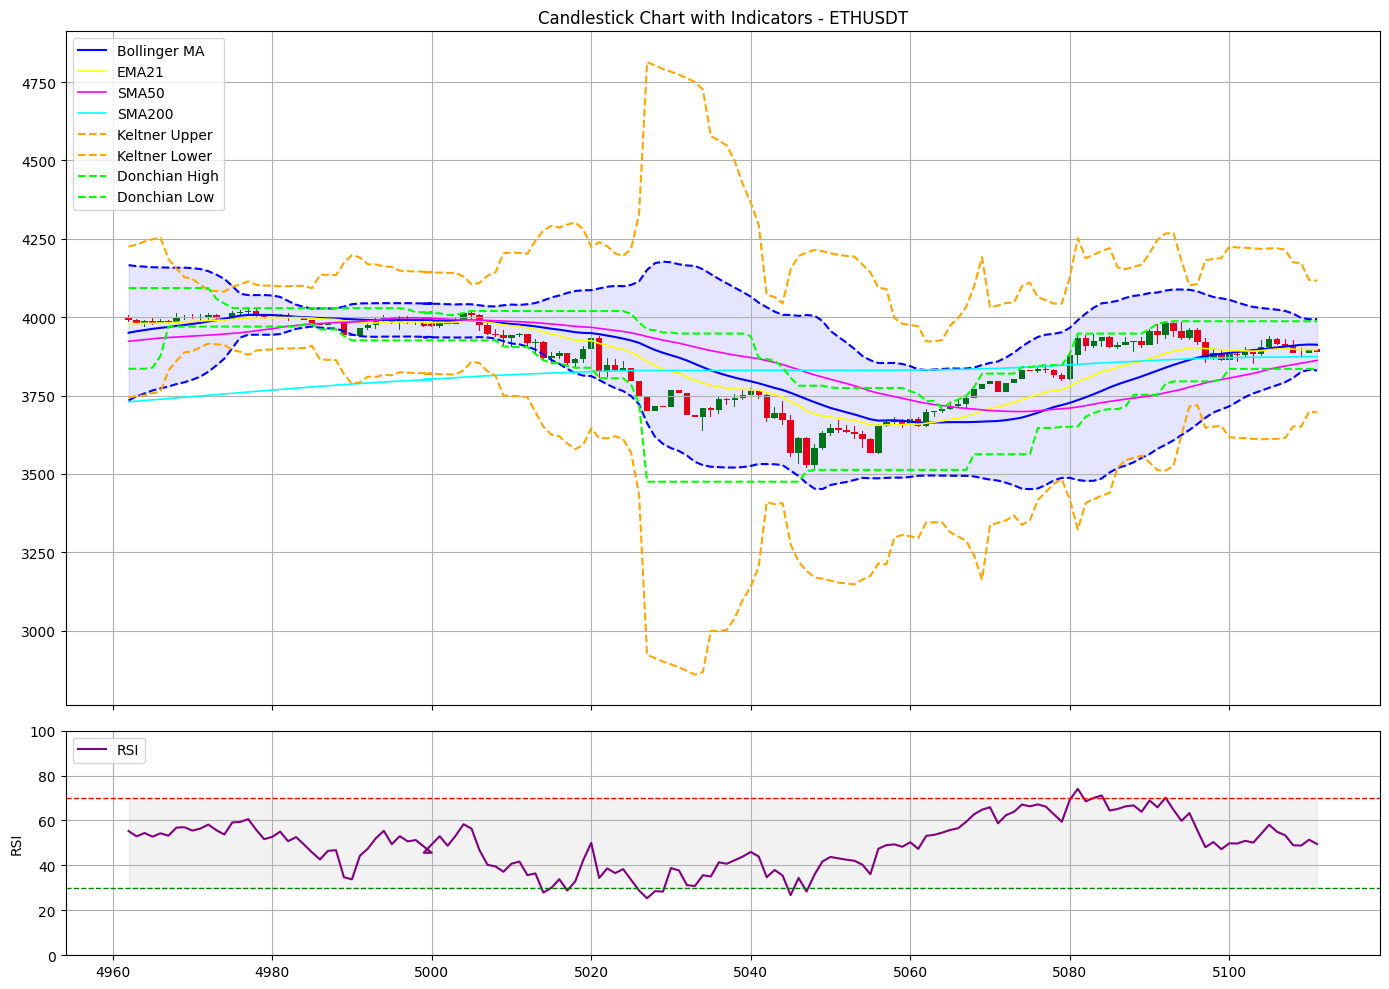 Candlestick Chart with Indicators - ETHUSDT
Bollinger MA
EMA21
SMA50
SMA200
Keltner Upper
Keltner Lower
Donchian High
Donchian Low
4750
4500
4250
4000
3750
3500
3250
3000
RSI
100
80
60
40
20
0
RSI
4960
4980
5000
5020
5040
5060
5080
5100